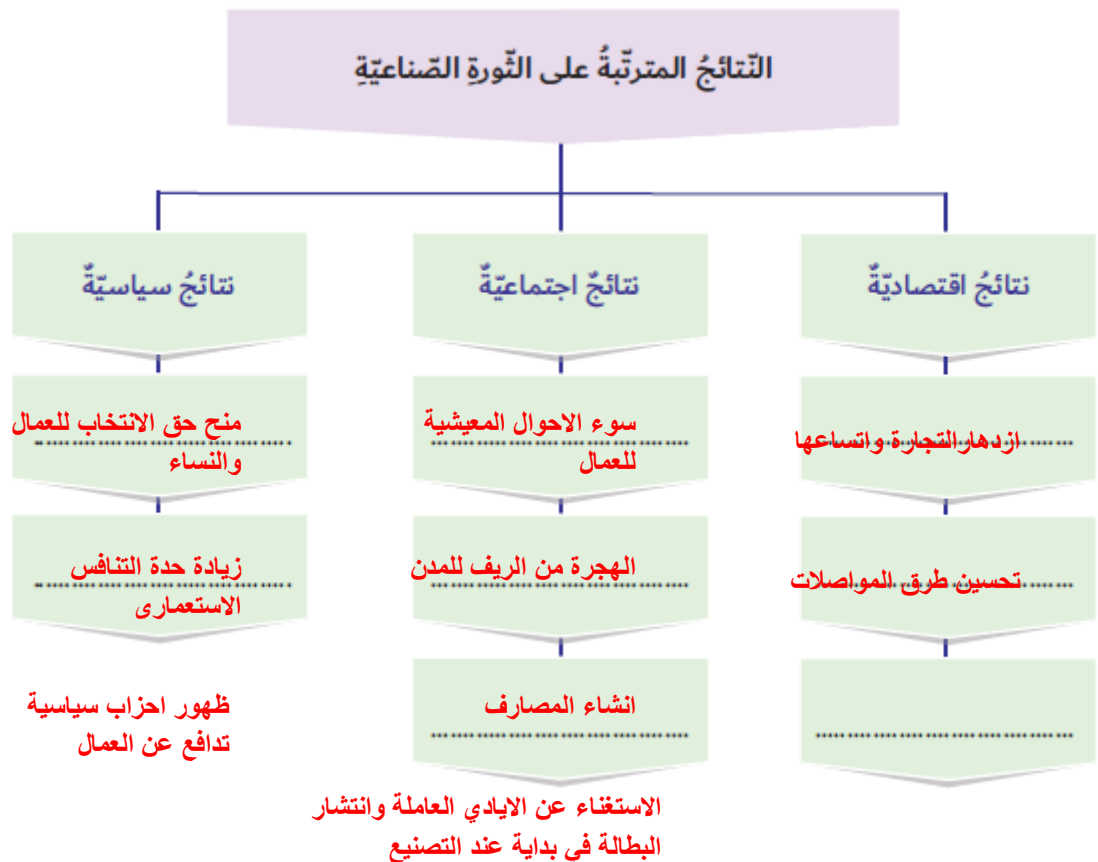 النّتائجُ المترتّبةُ على الثّورةِ الصّناعيّةِ
نتائجُ اقتصاديّةٌ
نتائجٌ اجتماعيّةٌ
نتائجُ سياسيّةٌ
ازدهار التجارة واتساعها
سوء الاحوال المعيشية
للعمال
منح حق الانتخاب للعمال
والنساء
تحسين طرق المواصلات
الهجرة من الريف للمدن
زيادة حدة التنافس
الاستعمارى
انشاء المصارف
ظهور احزاب سياسية
تدافع عن العمال
الاستغناء عن الايادي العاملة وانتشار
البطالة في بداية عند التصنيع